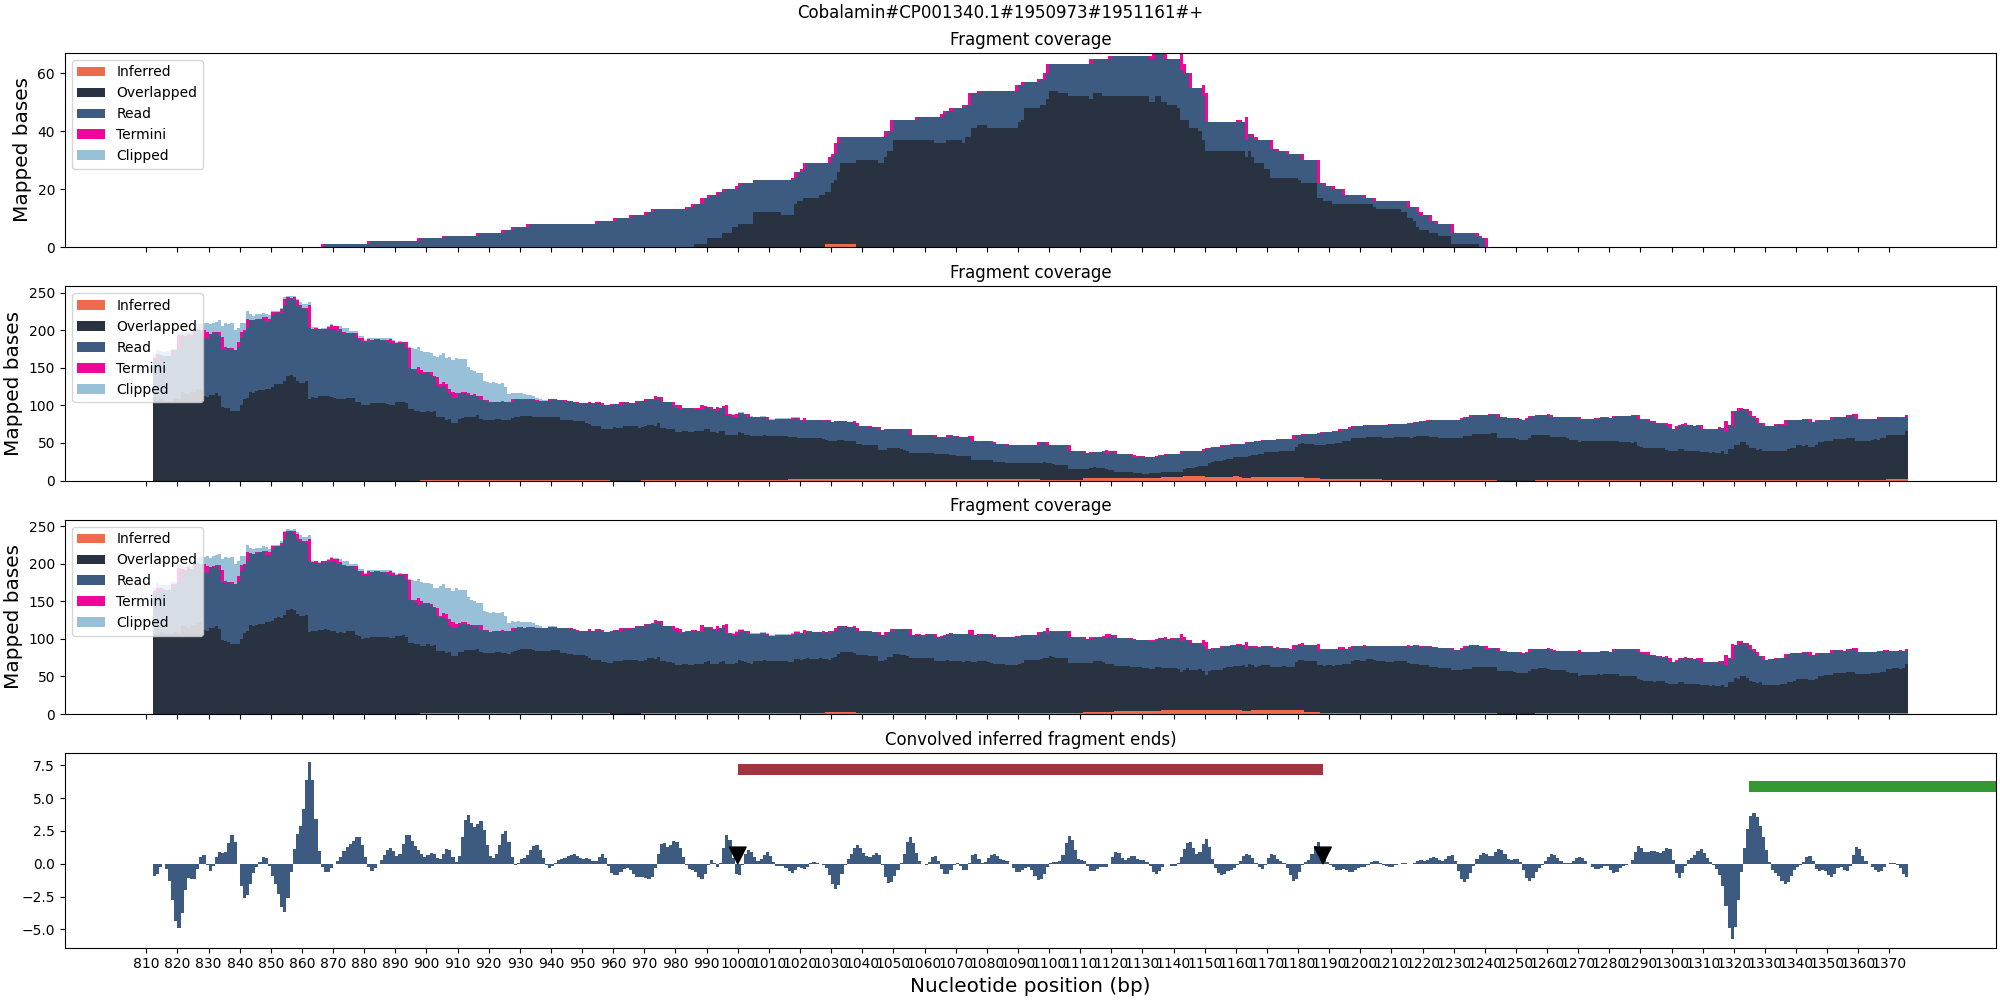 Cobalamin#CP001340.1#1950973#1951161#+
Fragment coverage
Mapped bases
60
40
20
0
Inferred
Overlapped
Read
Termini
Clipped
Fragment coverage
Mapped bases
250
200
150
100
50
0
Inferred
Overlapped
Read
Termini
Clipped
Fragment coverage
Mapped bases
250
200
150
100
50
0
Inferred
Overlapped
Read
Termini
Clipped
Convolved inferred fragment ends)
7.5
5.0
2.5
0.0
−2.5
−5.0
810 820 830 840 850 860 870 880 890 900 910 920 930 940 950 960 970 980 990 1000 1010 1020 1030 1040 1050 1060 1070 1080 1090 1100 1110 1120 1130 1140 1150 1160 1170 1180 1190 1200 1210 1220 1230 1240 1250 1260 1270 1280 1290 1300 1310 1320 1330 1340 1350 1360 1370
Nucleotide position (bp)